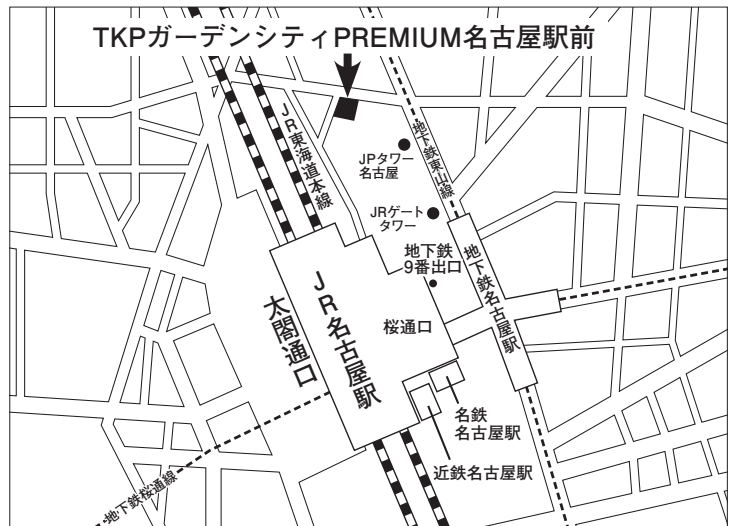 TKPガーデンシティPREMIUM名古屋駅前
JR東海道本線
地下鉄東山線
JPタワー
名古屋
JRゲート
タワー
地下鉄
9番出口
地下鉄名古屋駅
JR名古屋駅
太閤通口
桜通口
名鉄
名古屋駅
近鉄名古屋駅
地下鉄桜通線